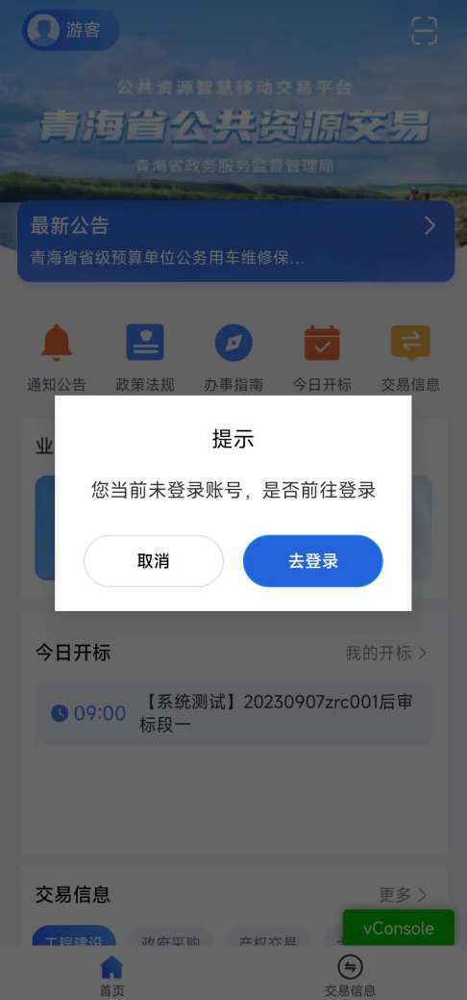 游客
公共资源智慧移动交易平台
青海省公共资源交易
青海省政务服务监督管理局
最新公告
青海省省级预算单位公务用车维修保...
通知公告
政策法规
办事指南
今日开标
交易信息
业
提示
您当前未登录账号，是否前往登录
取消
去登录
今日开标
我的开标
09:00
【系统测试】20230907zrc001后审
标段一
交易信息
更多
工程建设
政府采购
产权交易
vConsole
首页
交易信息